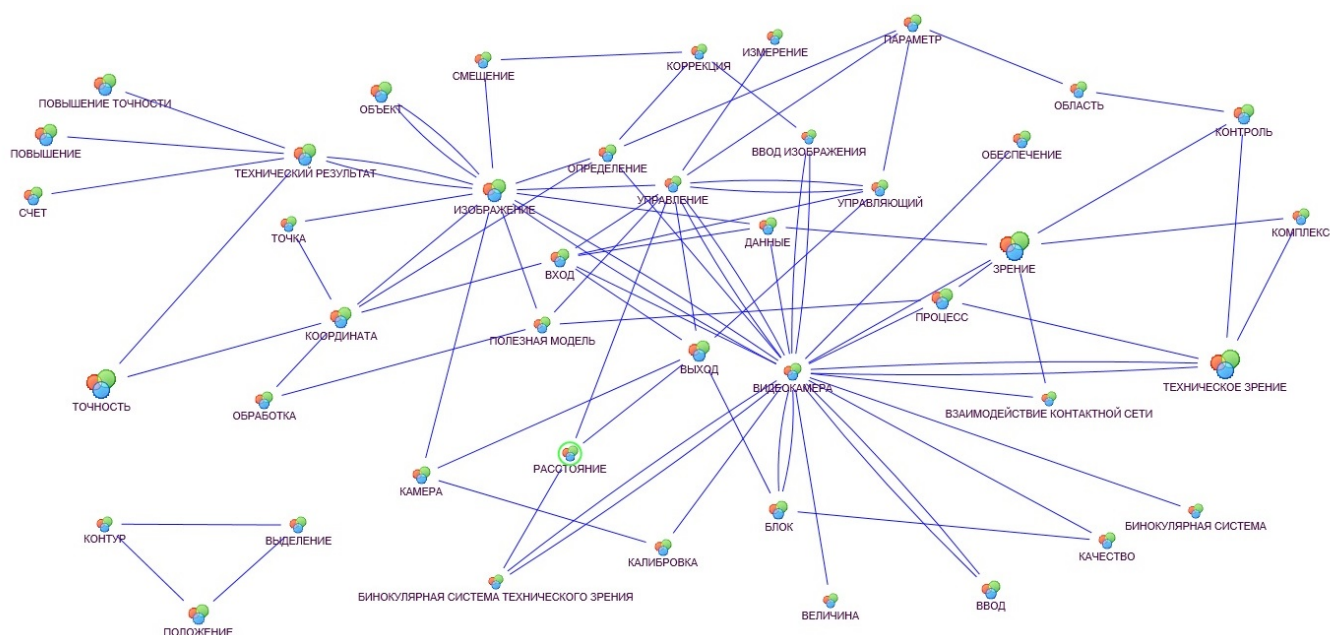 ПАРАМЕТР
ИЗМЕРЕНИЕ
КОРРЕКЦИЯ
СМЕЩЕНИЕ
ПОВЫШЕНИЕ ТОЧНОСТИ
ОБЪЕКТ
ОБЛАСТЬ
КОНТРОЛЬ
ПОВЫШЕНИЕ
ТЕХНИЧЕСКИЙ РЕЗУЛЬТАТ
ОПРЕДЕЛЕНИЕ
ВВОД ИЗОБРАЖЕНИЯ
ОБЕСПЕЧЕНИЕ
СЧЕТ
ИЗОБРАЖЕНИЕ
УПРАВЛЕНИЕ
УПРАВЛЯЮЩИЙ
ТОЧКА
ДАННЫЕ
КОМПЛЕКС
ВХОД
ЗРЕНИЕ
КООРДИНАТА
ПОЛЕЗНАЯ МОДЕЛЬ
ПРОЦЕСС
ВЫХОД
ВИДЕОКАМЕРА
ТЕХНИЧЕСКОЕ ЗРЕНИЕ
ТОЧНОСТЬ
ОБРАБОТКА
ВЗАИМОДЕЙСТВИЕ КОНТАКТНОЙ СЕТИ
РАССТОЯНИЕ
КАМЕРА
БЛОК
БИНОКУЛЯРНАЯ СИСТЕМА
КОНТУР
ВЫДЕЛЕНИЕ
КАЛИБРОВКА
КАЧЕСТВО
БИНОКУЛЯРНАЯ СИСТЕМА ТЕХНИЧЕСКОГО ЗРЕНИЯ
ВЕЛИЧИНА
ВВОД
ПОЛОЖЕНИЕ